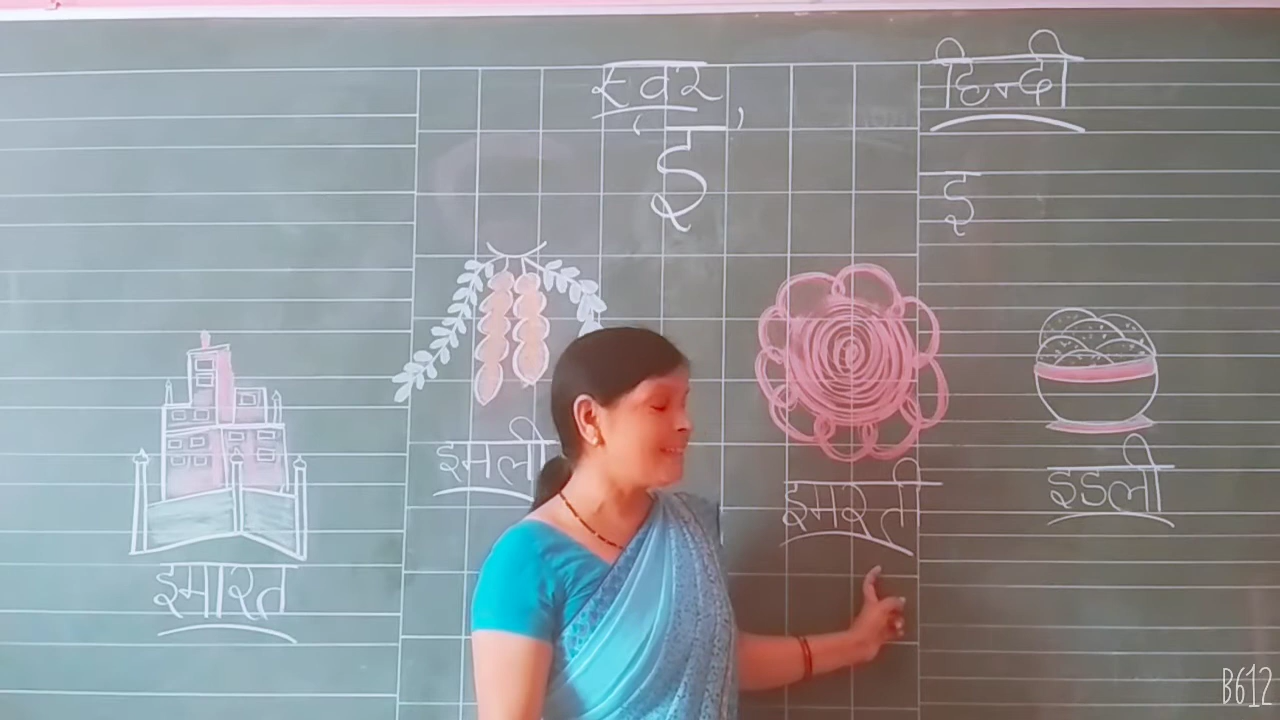 स्वर
हिन्दी
'इ'
इ
इमारत
इमली
इमरती
इडली
B612